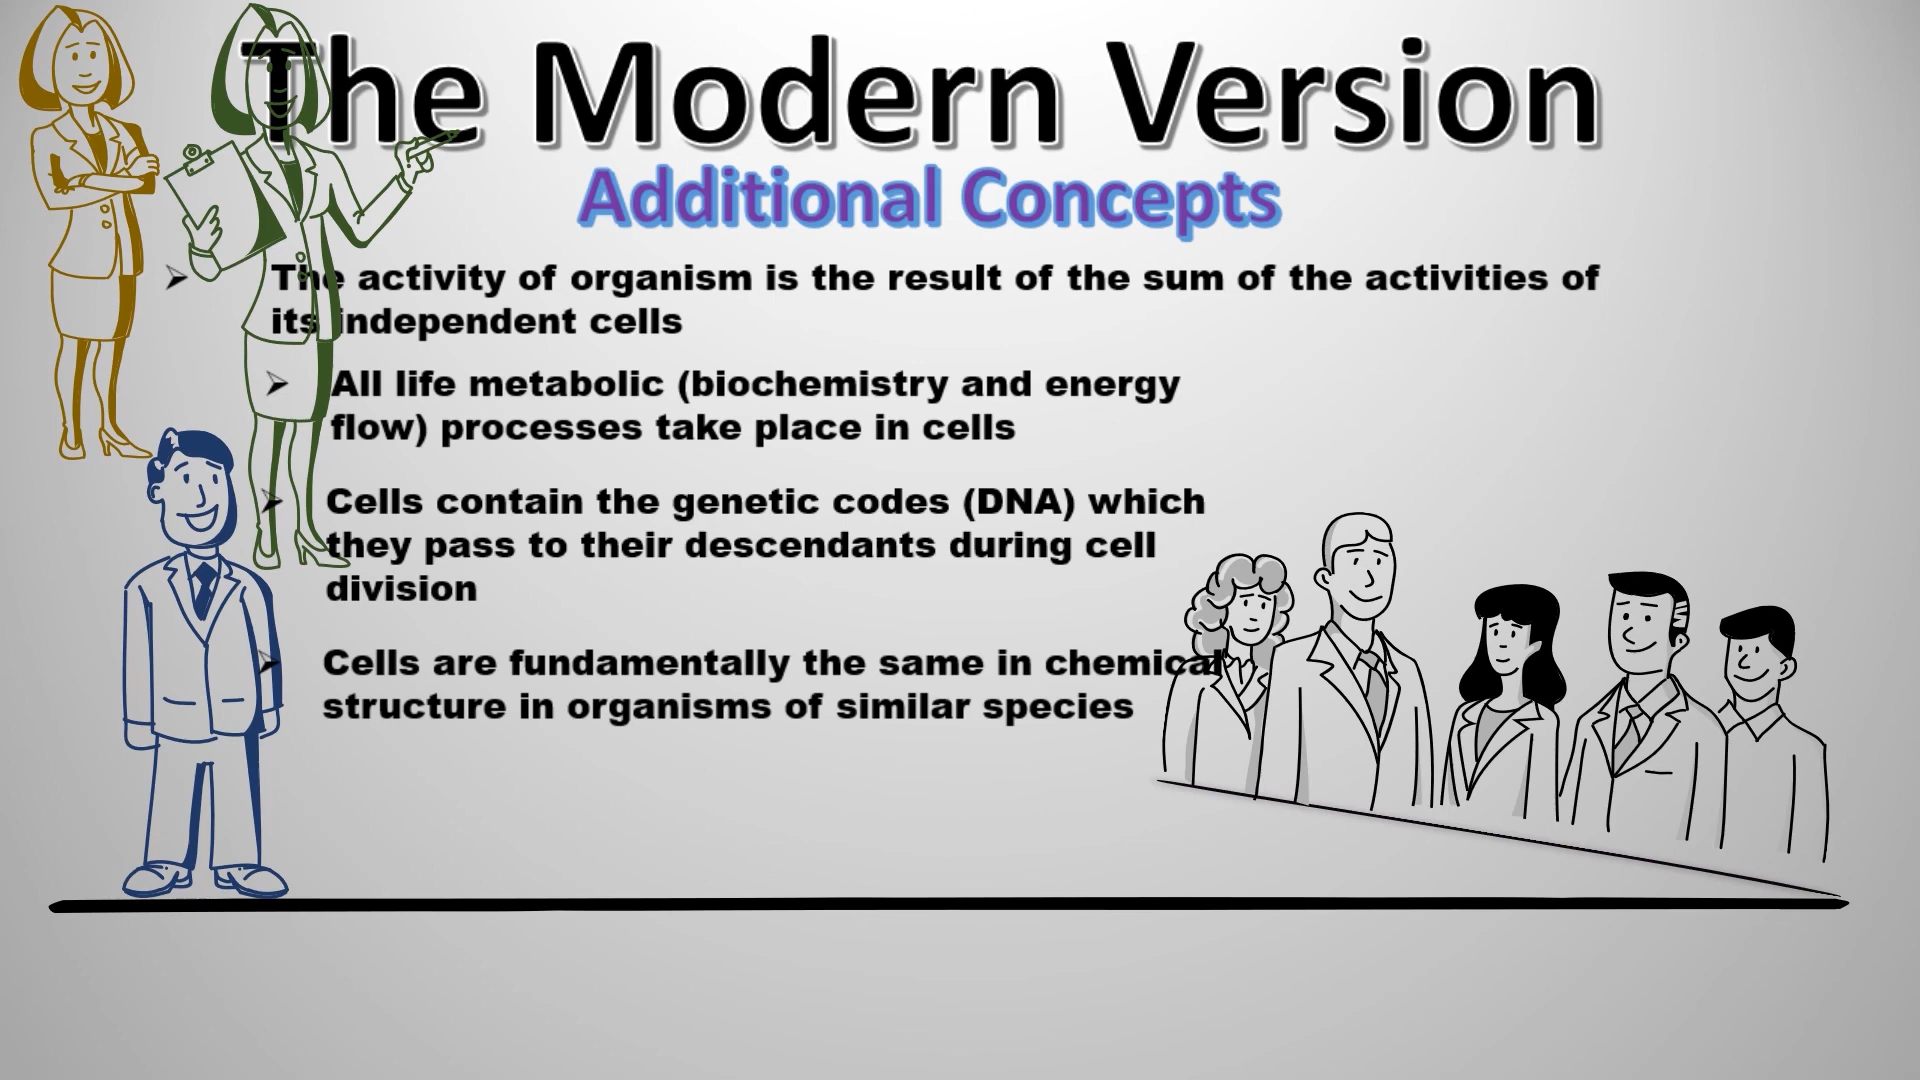 The Modern Version
Additional Concepts
The activity of organism is the result of the sum of the activities of
its independent cells
All life metabolic (biochemistry and energy
flow) processes take place in cells
Cells contain the genetic codes (DNA) which
they pass to their descendants during cell
division
Cells are fundamentally the same in chemical
structure in organisms of similar species